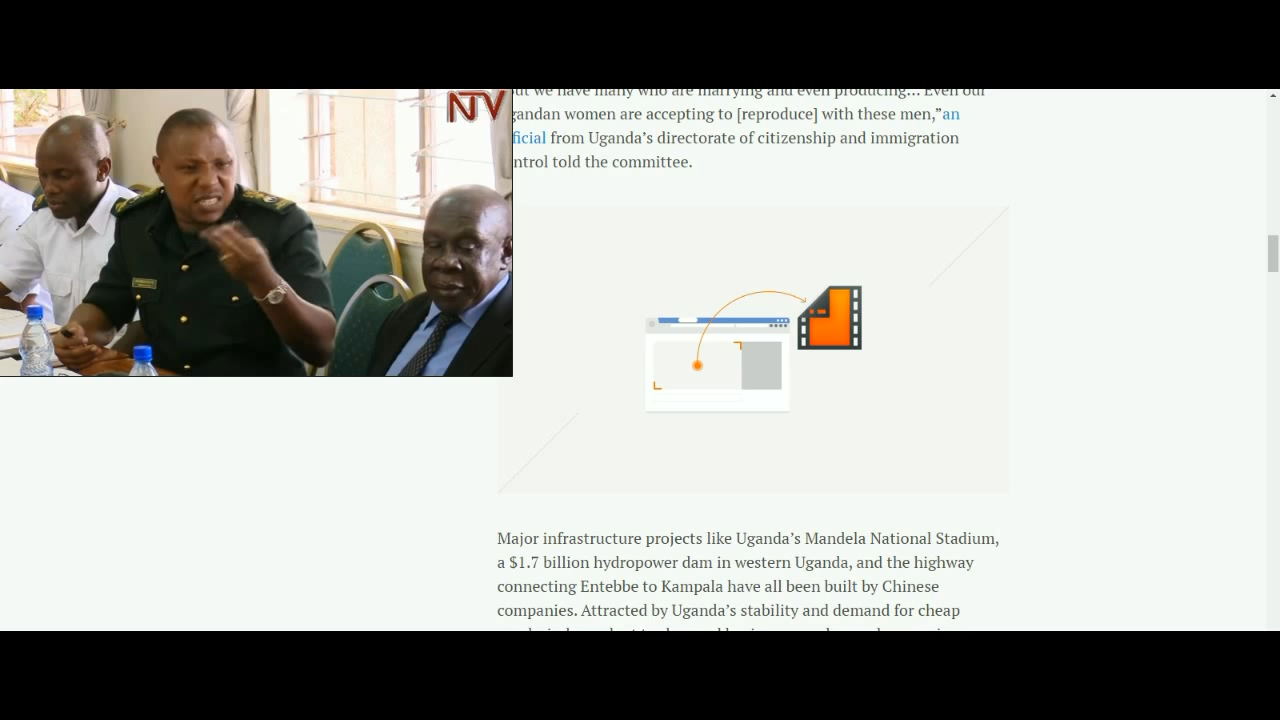 NTV
but we have many who are marrying and even producing… Even our
gandan women are accepting to [reproduce] with these men,”an
ficial from Uganda’s directorate of citizenship and immigration
ntrol told the committee.
Major infrastructure projects like Uganda’s Mandela National Stadium,
a $1.7 billion hydropower dam in western Uganda, and the highway
connecting Entebbe to Kampala have all been built by Chinese
companies. Attracted by Uganda’s stability and demand for cheap